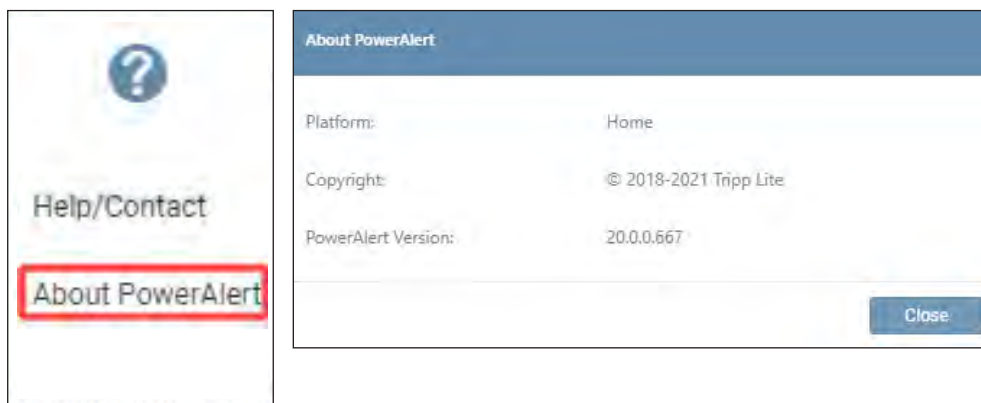 ?
Help/Contact
About PowerAlert
About PowerAlert
Platform: Home
Copyright: © 2018-2021 Tripp Lite
PowerAlert Version: 20.0.0.667
Close